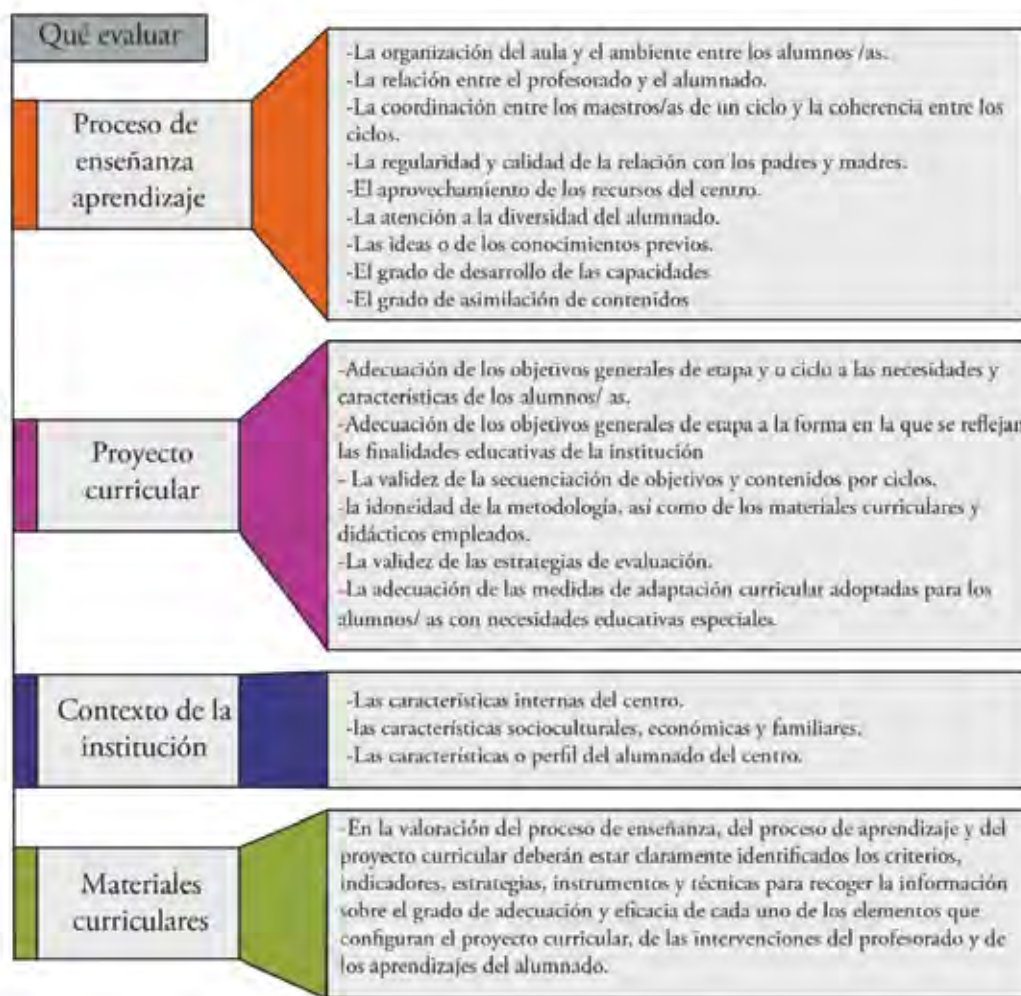 Qué evaluar
Proceso de
enseñanza
aprendizaje
-La organización del aula y el ambiente entre los alumnos /as.
-La relación entre el profesorado y el alumnado.
-La coordinación entre los maestros/as de un ciclo y la coherencia entre los
ciclos.
-La regularidad y calidad de la relación con los padres y madres.
-El aprovechamiento de los recursos del centro.
-La atención a la diversidad del alumnado.
-Las ideas o de los conocimientos previos.
-El grado de desarrollo de las capacidades
-El grado de asimilación de contenidos
Proyecto
curricular
-Adecuación de los objetivos generales de etapa y o ciclo a las necesidades y
características de los alumnos/ as.
-Adecuación de los objetivos generales de etapa a la forma en la que se reflejan
las finalidades educativas de la institución
- La validez de la secuenciación de objetivos y contenidos por ciclos.
-la idoneidad de la metodología, así como de los materiales curriculares y
didácticos empleados.
-La validez de las estrategias de evaluación.
-La adecuación de las medidas de adaptación curricular adoptadas para los
alumnos/ as con necesidades educativas especiales.
Contexto de la
institución
-Las características internas del centro.
-las características socioculturales, económicas y familiares.
-Las características o perfil del alumnado del centro.
Materiales
curriculares
-En la valoración del proceso de enseñanza, del proceso de aprendizaje y del
proyecto curricular deberán estar claramente identificados los criterios,
indicadores, estrategias, instrumentos y técnicas para recoger la información
sobre el grado de adecuación y eficacia de cada uno de los elementos que
configuran el proyecto curricular, de las intervenciones del profesorado y de
los aprendizajes del alumnado.